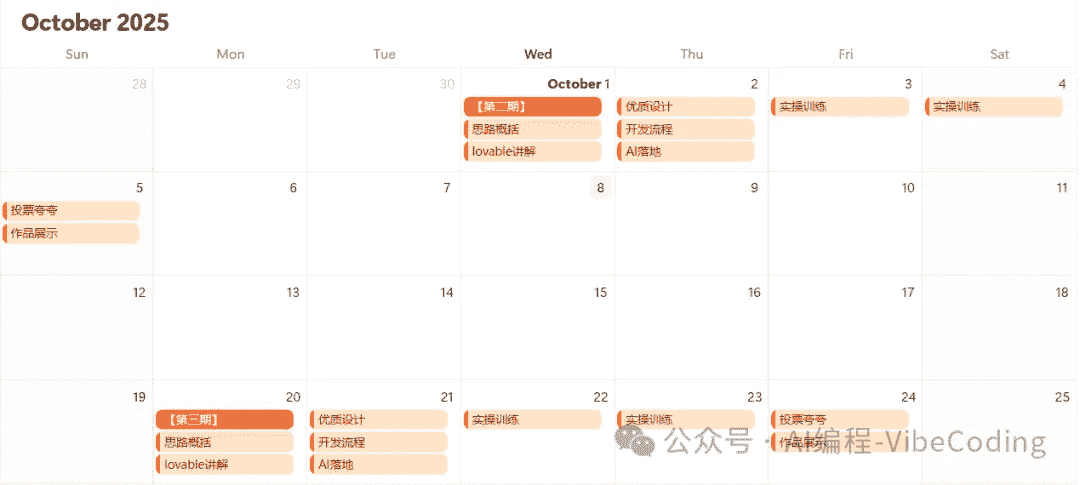 October 2025
Sun Mon Tue Wed Thu Fri Sat
28 29 30 October 1 2 3 4
【第二期】 优质设计 实操训练 实操训练
思路概括 开发流程
lovable讲解 AI落地
5 6 7 8 9 10 11
投票夸夸
作品展示
12 13 14 15 16 17 18
19 20 21 22 23 24 25
【第三期】 优质设计 实操训练 实操训练 投票夸夸
思路概括 开发流程 作品展示
lovable讲解 AI落地
公众号·AI编程-VibeCoding